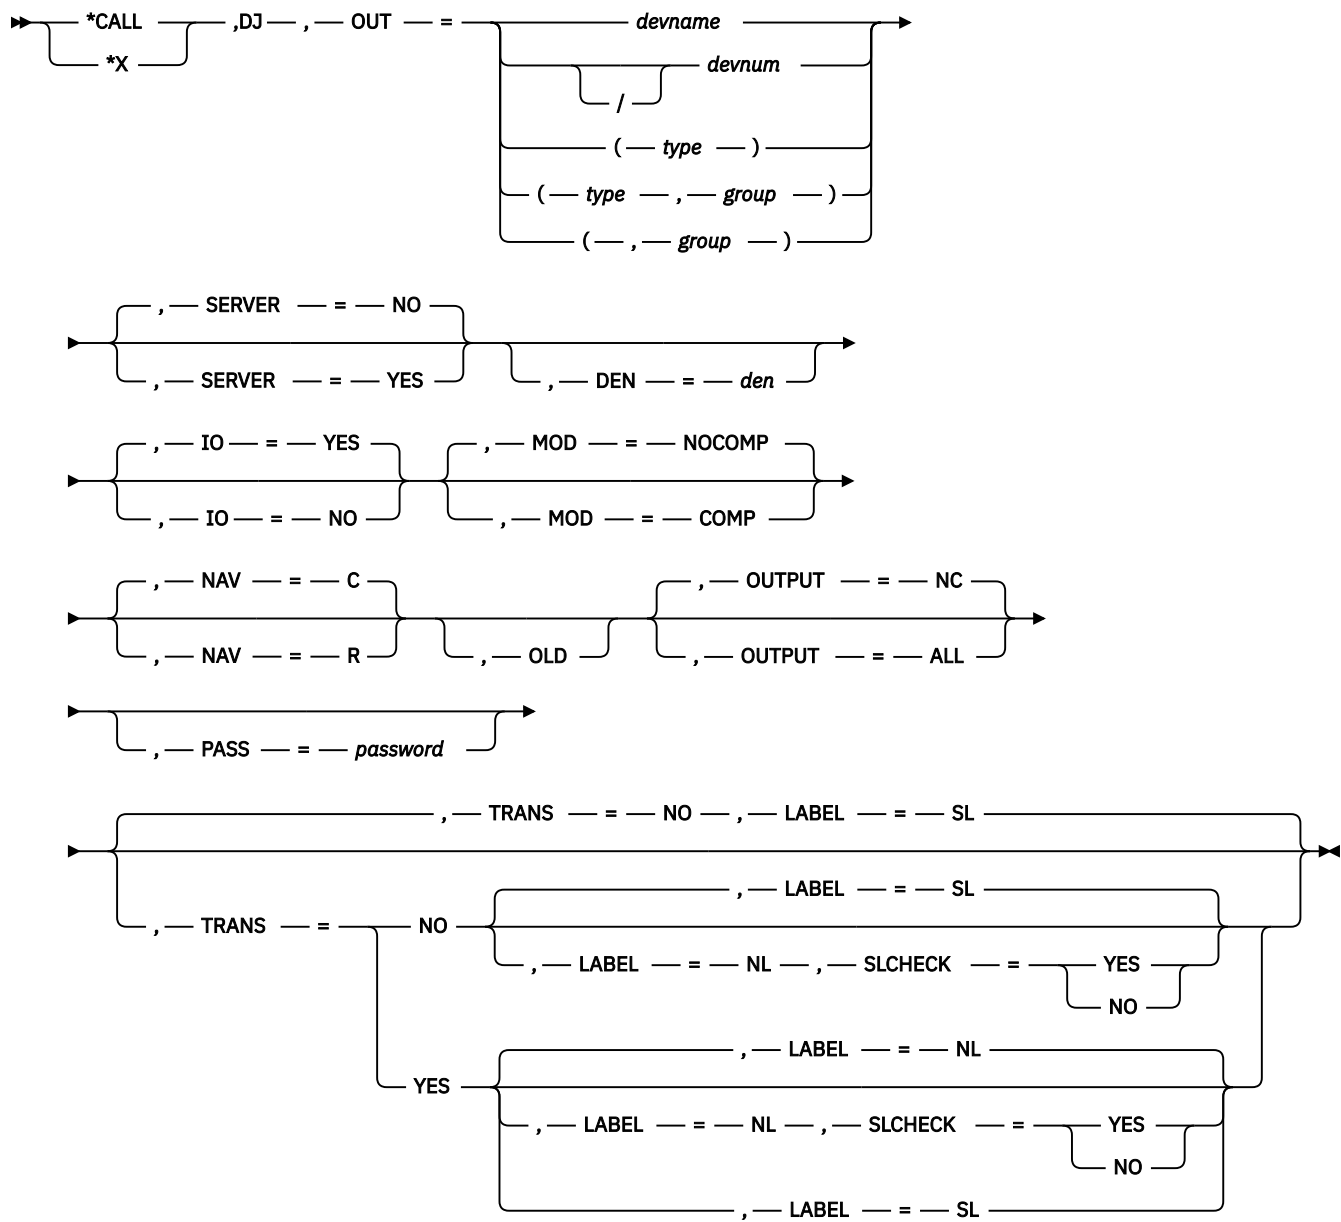 *CALL ,DJ , OUT = devname
*X devnum
/
( type )
( type , group )
( , group )
, SERVER = NO
, SERVER = YES , DEN = den
, IO = YES , MOD = NOCOMP
, IO = NO , MOD = COMP
, NAV = C , OUTPUT = NC
, NAV = R , OLD , OUTPUT = ALL
, PASS = password
, TRANS = NO , LABEL = SL
, LABEL = SL
, TRANS = NO
, LABEL = NL , SLCHECK = YES
NO
, LABEL = NL
YES
, LABEL = NL , SLCHECK = YES
NO
, LABEL = SL